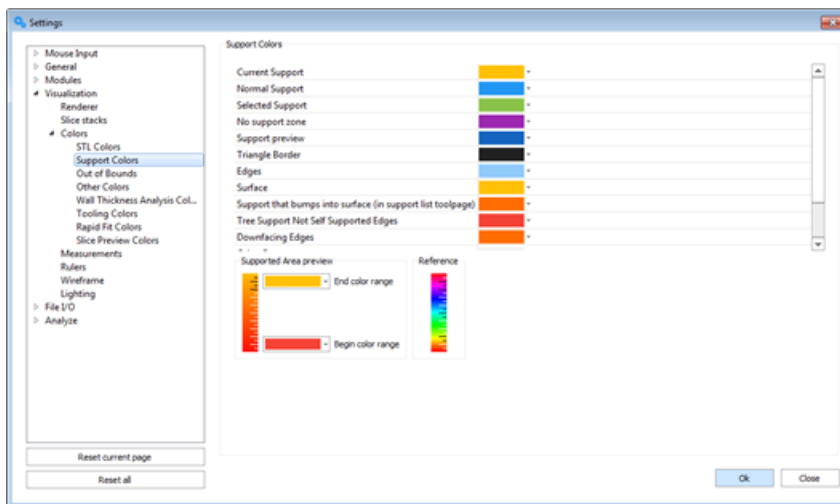 Settings
Mouse Input
General
Modules
Visualization
Renderer
Slice stacks
Colors
STL Colors
Support Colors
Out of Bounds
Other Colors
Wall Thickness Analysis Col...
Tooling Colors
Rapid Fit Colors
Slice Preview Colors
Measurements
Rulers
Wireframe
Lighting
File I/O
Analyze
Reset current page
Reset all
Support Colors
Current Support
Normal Support
Selected Support
No support zone
Support preview
Triangle Border
Edges
Surface
Support that bumps into surface (in support list toolpage)
Tree Support Not Self Supported Edges
Downfacing Edges
Supported Area preview
End color range
Begin color range
Reference
Ok
Close